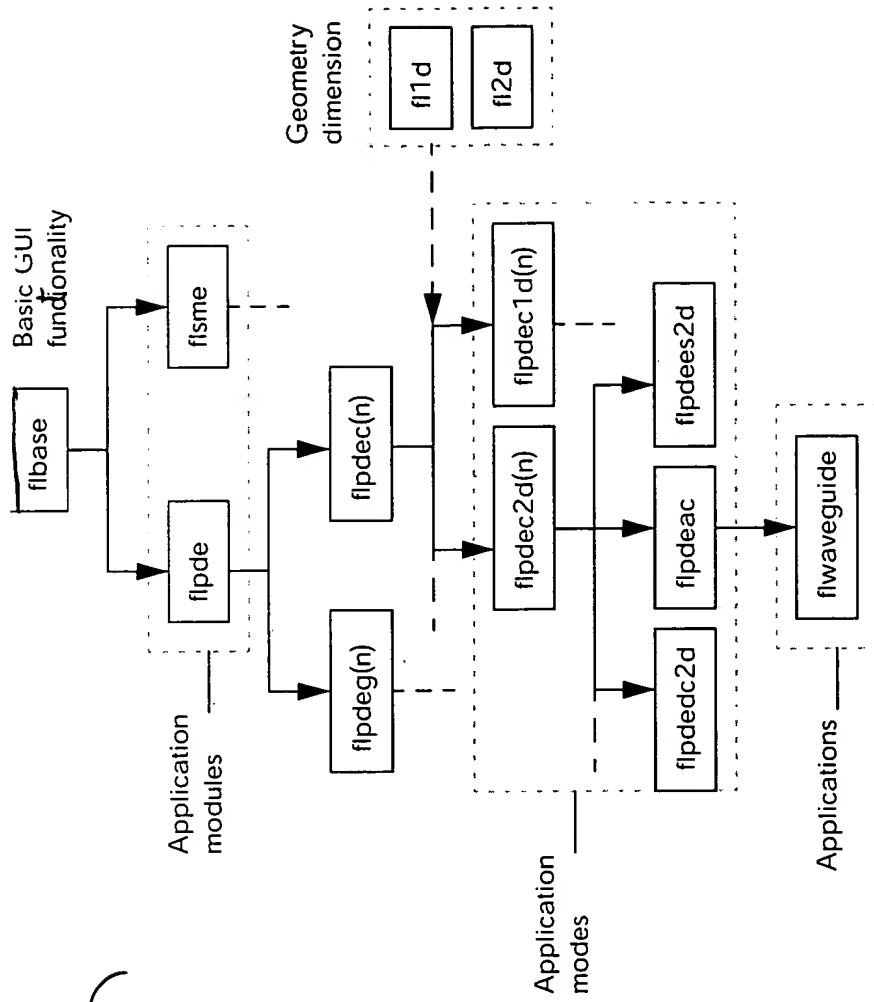 Basic GUI
functionality
flbase
Application
modules
flpde
flsme
Geometry
dimension
fl1d
fl2d
flpdeg(n)
flpdec(n)
Application
modes
flpdec2d(n)
flpdec1d(n)
flpdedc2d
flpdeac
flpdees2d
Applications
flwaveguide